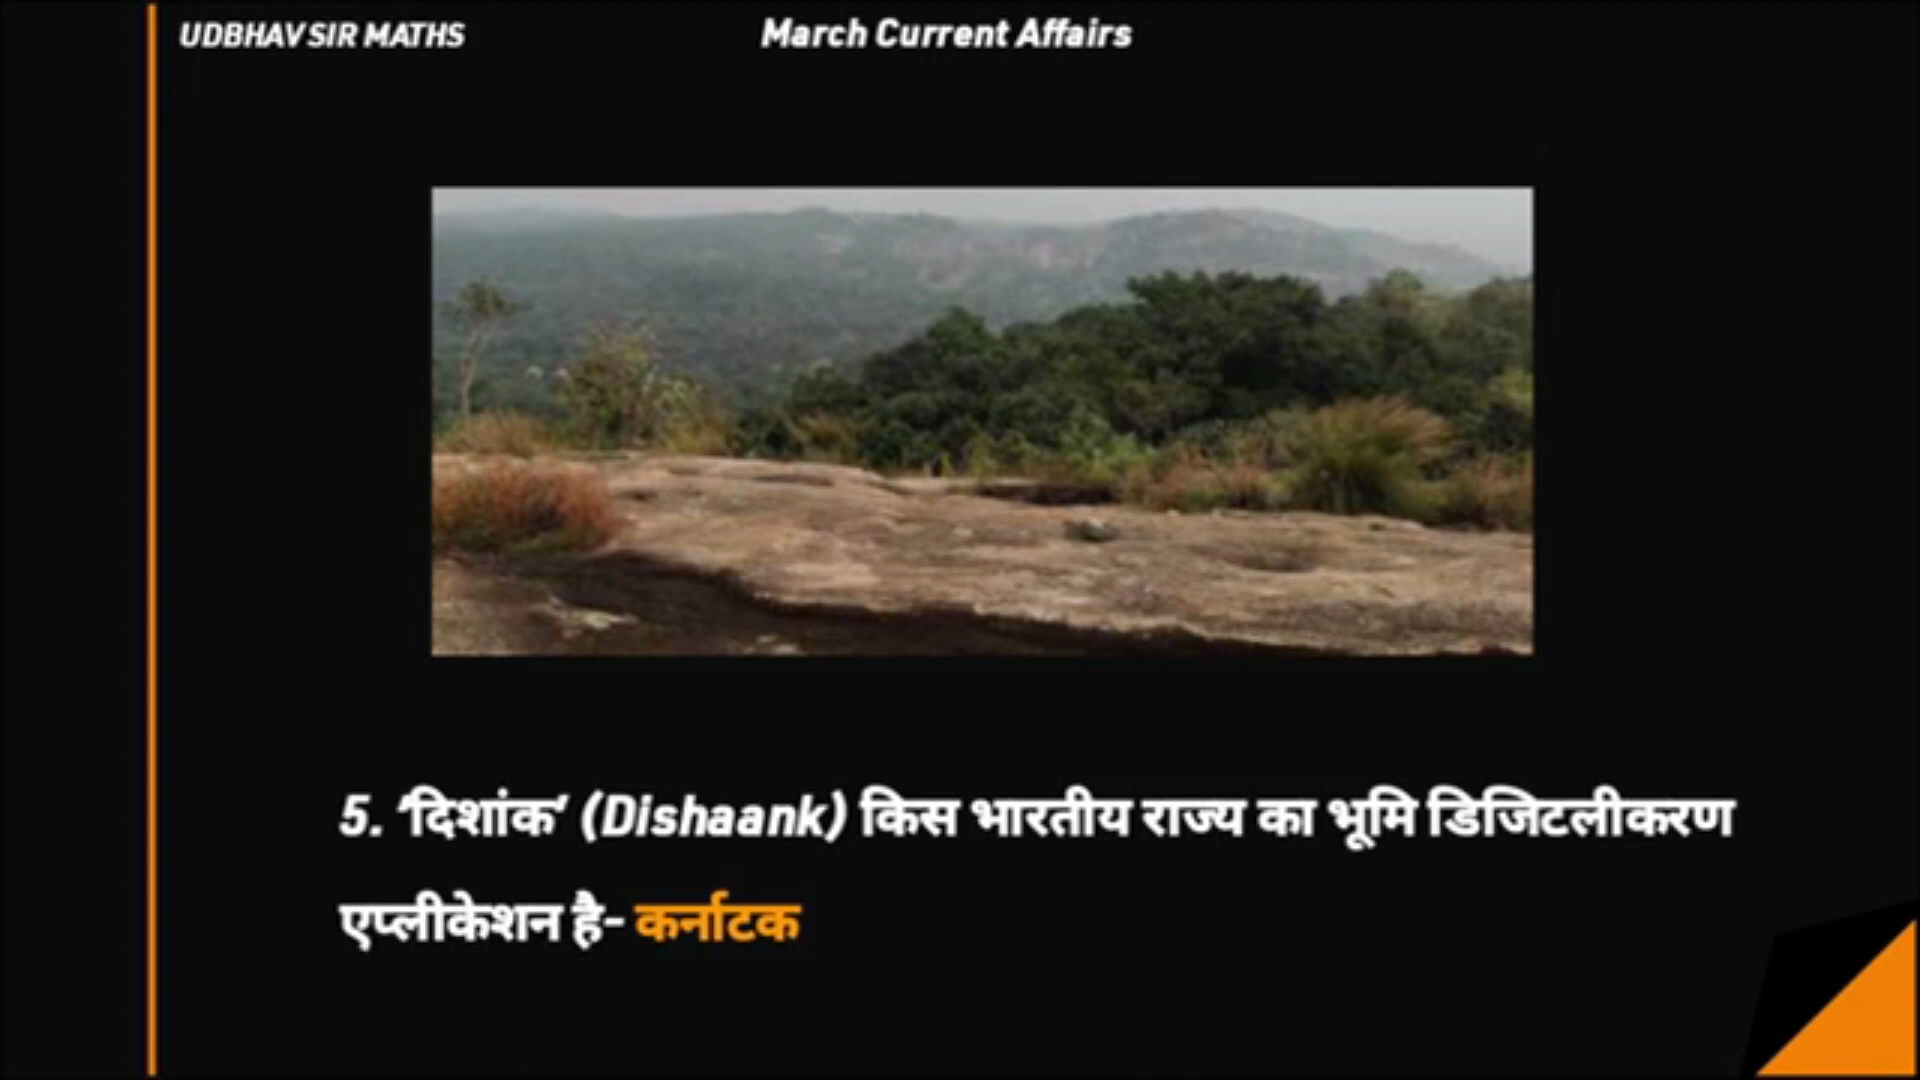 UDBHAV SIR MATHS
March Current Affairs
5. ‘दिशांक’ (Dishaank) किस भारतीय राज्य का भूमि डिजिटलीकरण
एप्लीकेशन है- कर्नाटक